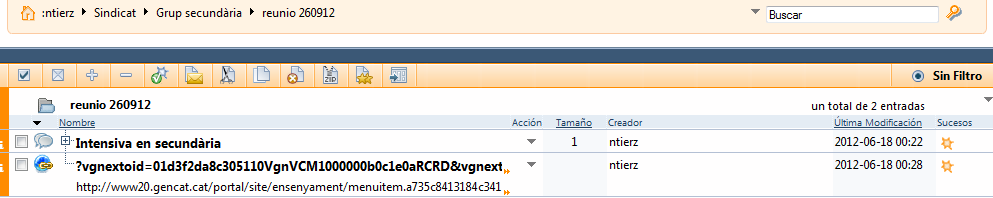 :ntierz > Sindicat > Grup secundària > reunio 260912
Buscar
ZIP
Sin Filtro
reunio 260912
un total de 2 entradas
Nombre Acción Tamaño Creador Última Modificación Sucesos
Intensiva en secundària 1 ntierz 2012-06-18 00:22
?vgnextoid=01d3f2da8c305110VgnVCM1000000b0c1e0aRCRD&vgnext ntierz 2012-06-18 00:28
http://www20.gencat.cat/portal/site/ensenyament/menuitem.a735c8413184c341